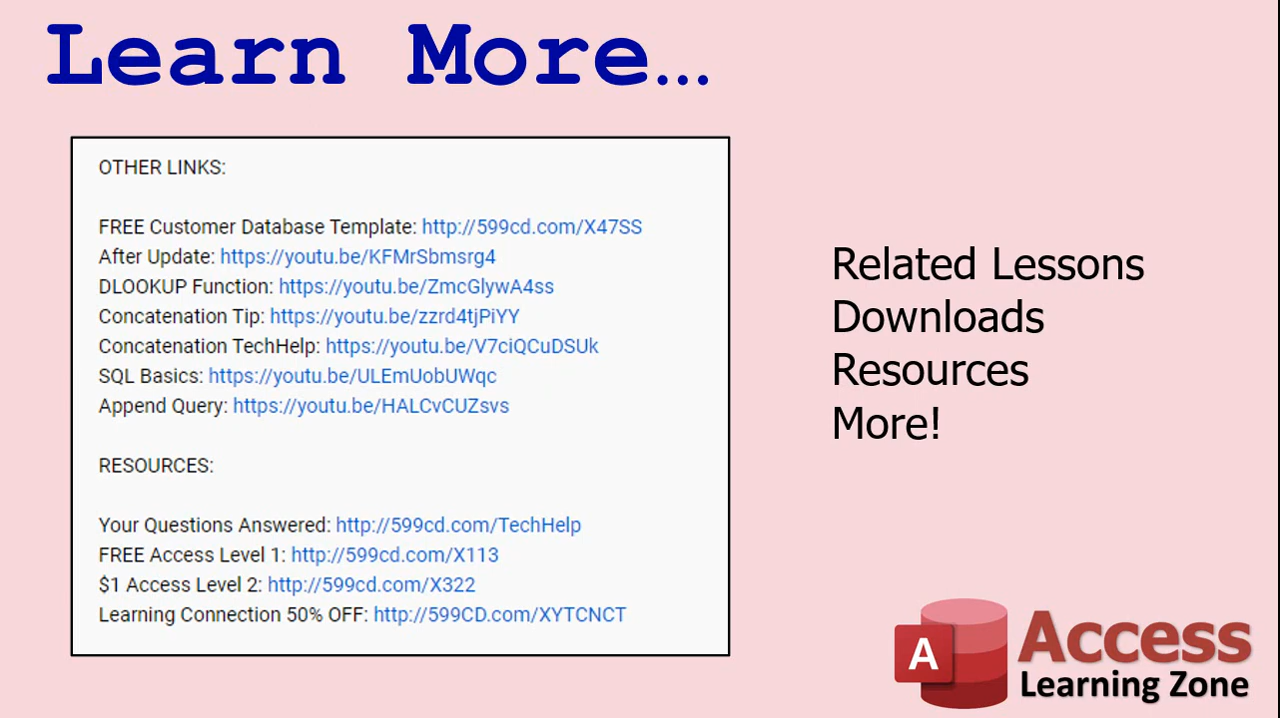 Learn More...
OTHER LINKS:
FREE Customer Database Template: http://599cd.com/X47SS
After Update: https://youtu.be/KFMrSbmsrg4
DLOOKUP Function: https://youtu.be/ZmcGlywA4ss
Concatenation Tip: https://youtu.be/zzrd4tjPiYY
Concatenation TechHelp: https://youtu.be/V7ciQCuDSUk
SQL Basics: https://youtu.be/ULEmUobUWqc
Append Query: https://youtu.be/HALCvCUZsvs
RESOURCES:
Your Questions Answered: http://599cd.com/TechHelp
FREE Access Level 1: http://599cd.com/X113
$1 Access Level 2: http://599cd.com/X322
Learning Connection 50% OFF: http://599CD.com/XYTCNCT
Related Lessons
Downloads
Resources
More!
A
Access
Learning Zone